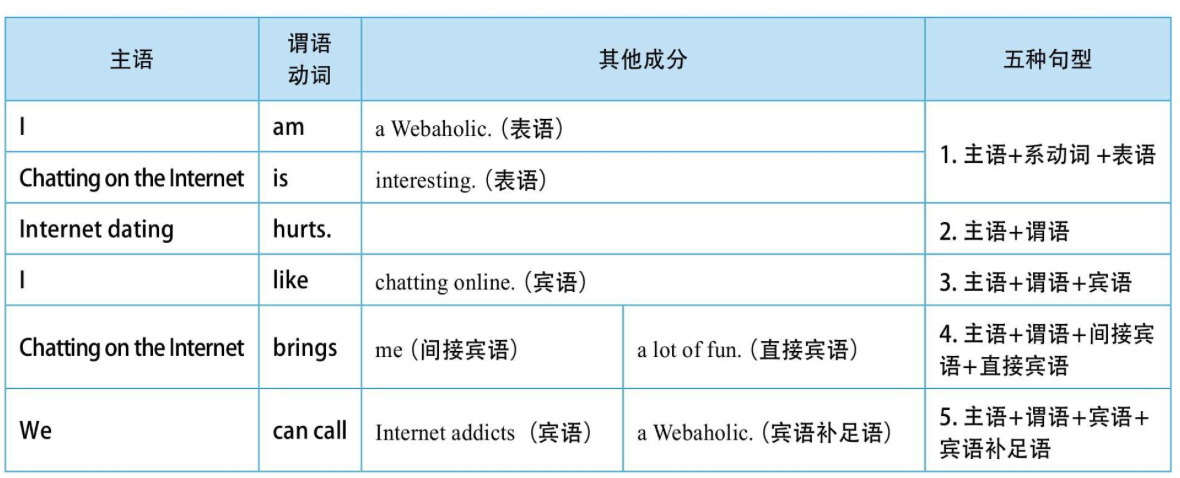 主语 谓语动词 其他成分 五种句型
I am a Webaholic.（表语） 1. 主语+系动词 +表语
Chatting on the Internet is interesting.（表语）
Internet dating hurts. 2. 主语+谓语
I like chatting online.（宾语） 3. 主语+谓语+宾语
Chatting on the Internet brings me（间接宾语） a lot of fun.（直接宾语） 4. 主语+谓语+间接宾
语+直接宾语
We can call Internet addicts（宾语） a Webaholic.（宾语补足语） 5. 主语+谓语+宾语+
宾语补足语